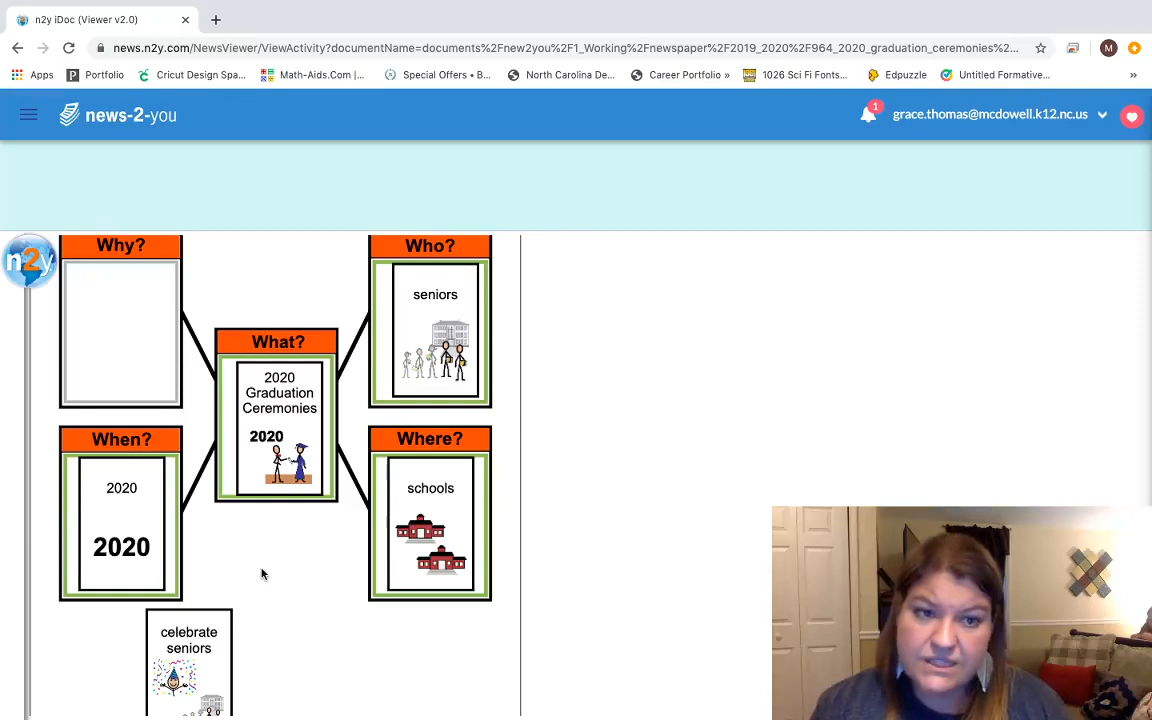 n2y iDoc (Viewer v2.0)
news.n2y.com/NewsViewer/ViewActivity?documentName=documents%2Fnew2you%2F1_Working%2Fnewspaper%2F2019_2020%2F964_2020_graduation_ceremonies%2...
M
Apps
Portfolio
Cricut Design Spa...
Math-Aids.Com |...
Special Offers • B...
North Carolina De...
Career Portfolio »
1026 Sci Fi Fonts...
Edpuzzle
Untitled Formative...
»
news-2-you
1
grace.thomas@mcdowell.k12.nc.us
n2y
Why?
Who?
seniors
What?
2020
Graduation
Ceremonies
2020
When?
2020
2020
Where?
schools
celebrate
seniors